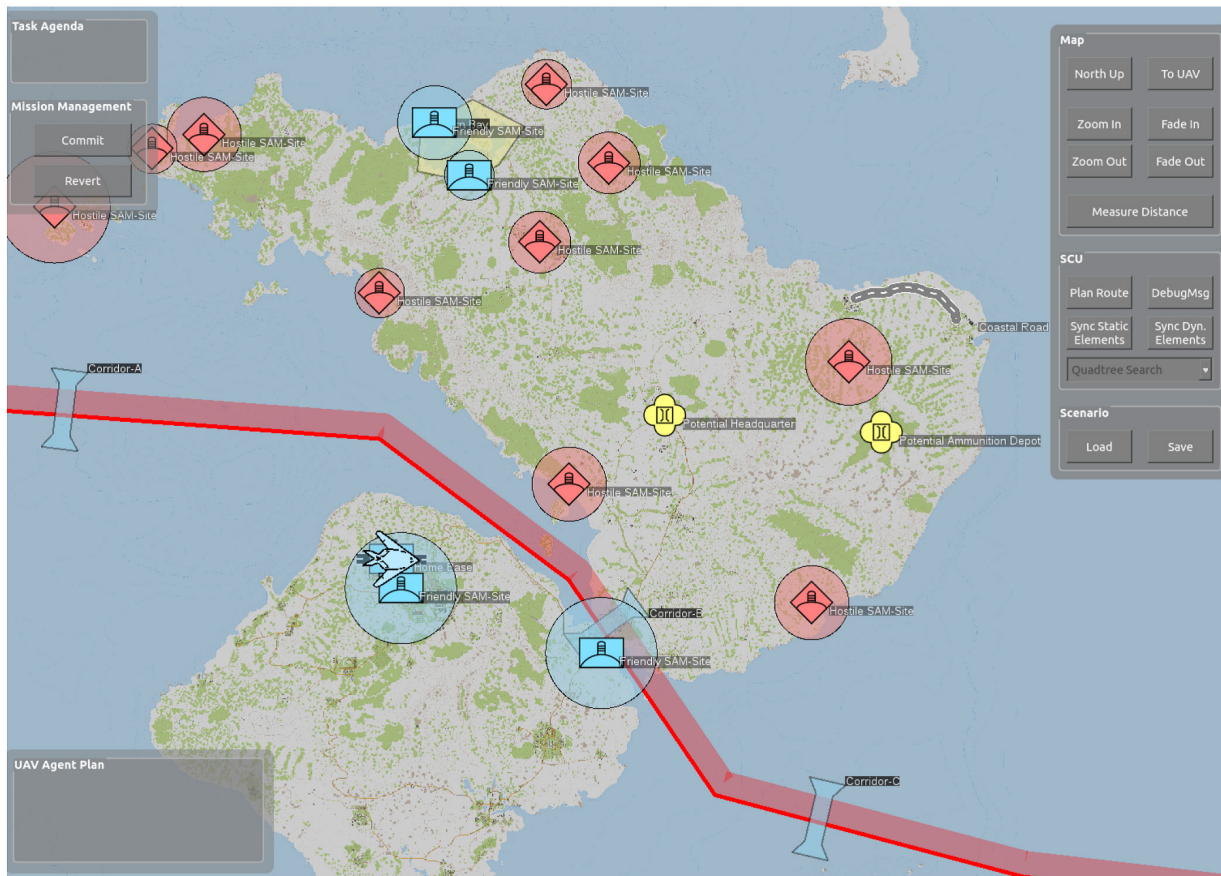 Task Agenda
Mission Management
Commit
Revert
Hostile SAM-Site
Hostile SAM-Site
Hostile SAM-Site
Hostile SAM-Site
Bay
Friendly SAM-Site
Friendly SAM-Site
Hostile SAM-Site
Hostile SAM-Site
Hostile SAM-Site
Coastal Road
Corridor-A
Hostile SAM-Site
Potential Headquarter
Potential Ammunition Depot
Hostile SAM-Site
Home Base
Friendly SAM-Site
Corridor-B
Hostile SAM-Site
Friendly SAM-Site
Corridor-C
UAV Agent Plan
Map
North Up
To UAV
Zoom In
Fade In
Zoom Out
Fade Out
Measure Distance
SCU
Plan Route
DebugMsg
Sync Static
Elements
Sync Dyn.
Elements
Quadtree Search
Scenario
Load
Save